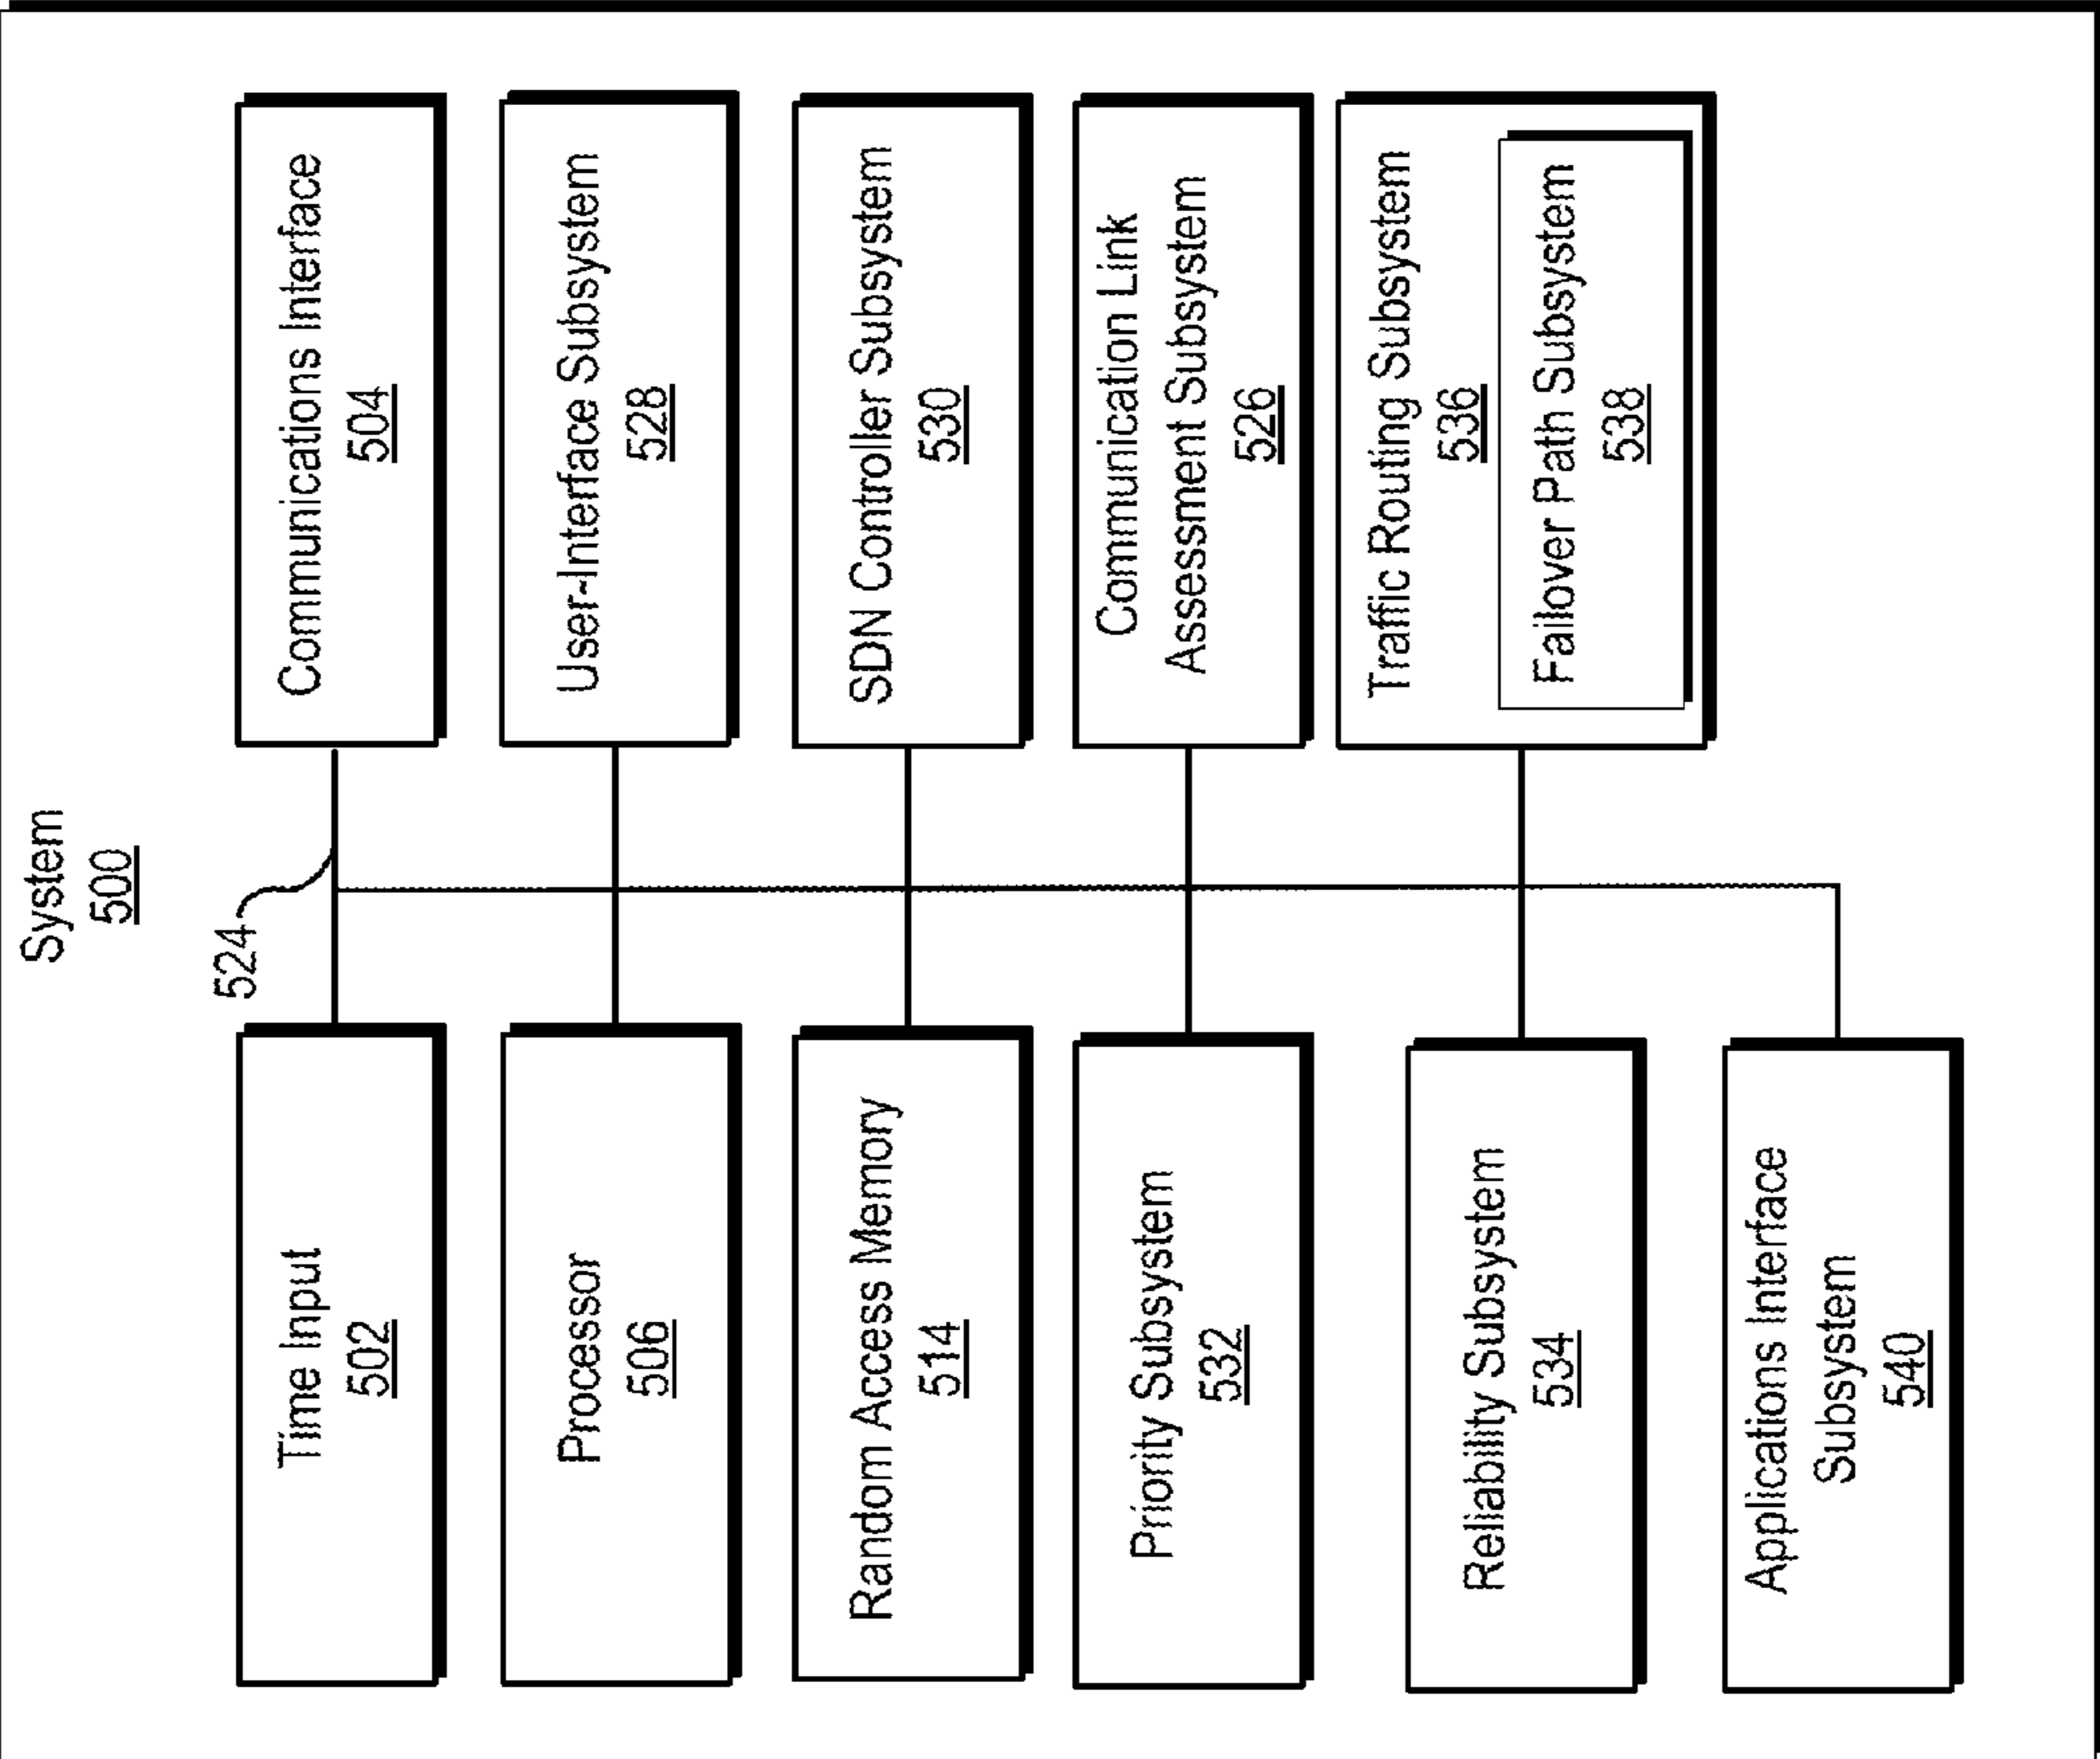 System
500
524
Time Input
502
Communications Interface
504
Processor
506
User-Interface Subsystem
528
Random Access Memory
514
SDN Controller Subsystem
530
Priority Subsystem
532
Communication Link
Assessment Subsystem
526
Reliability Subsystem
534
Traffic Routing Subsystem
536
Failover Path Subsystem
538
Applications Interface
Subsystem
540